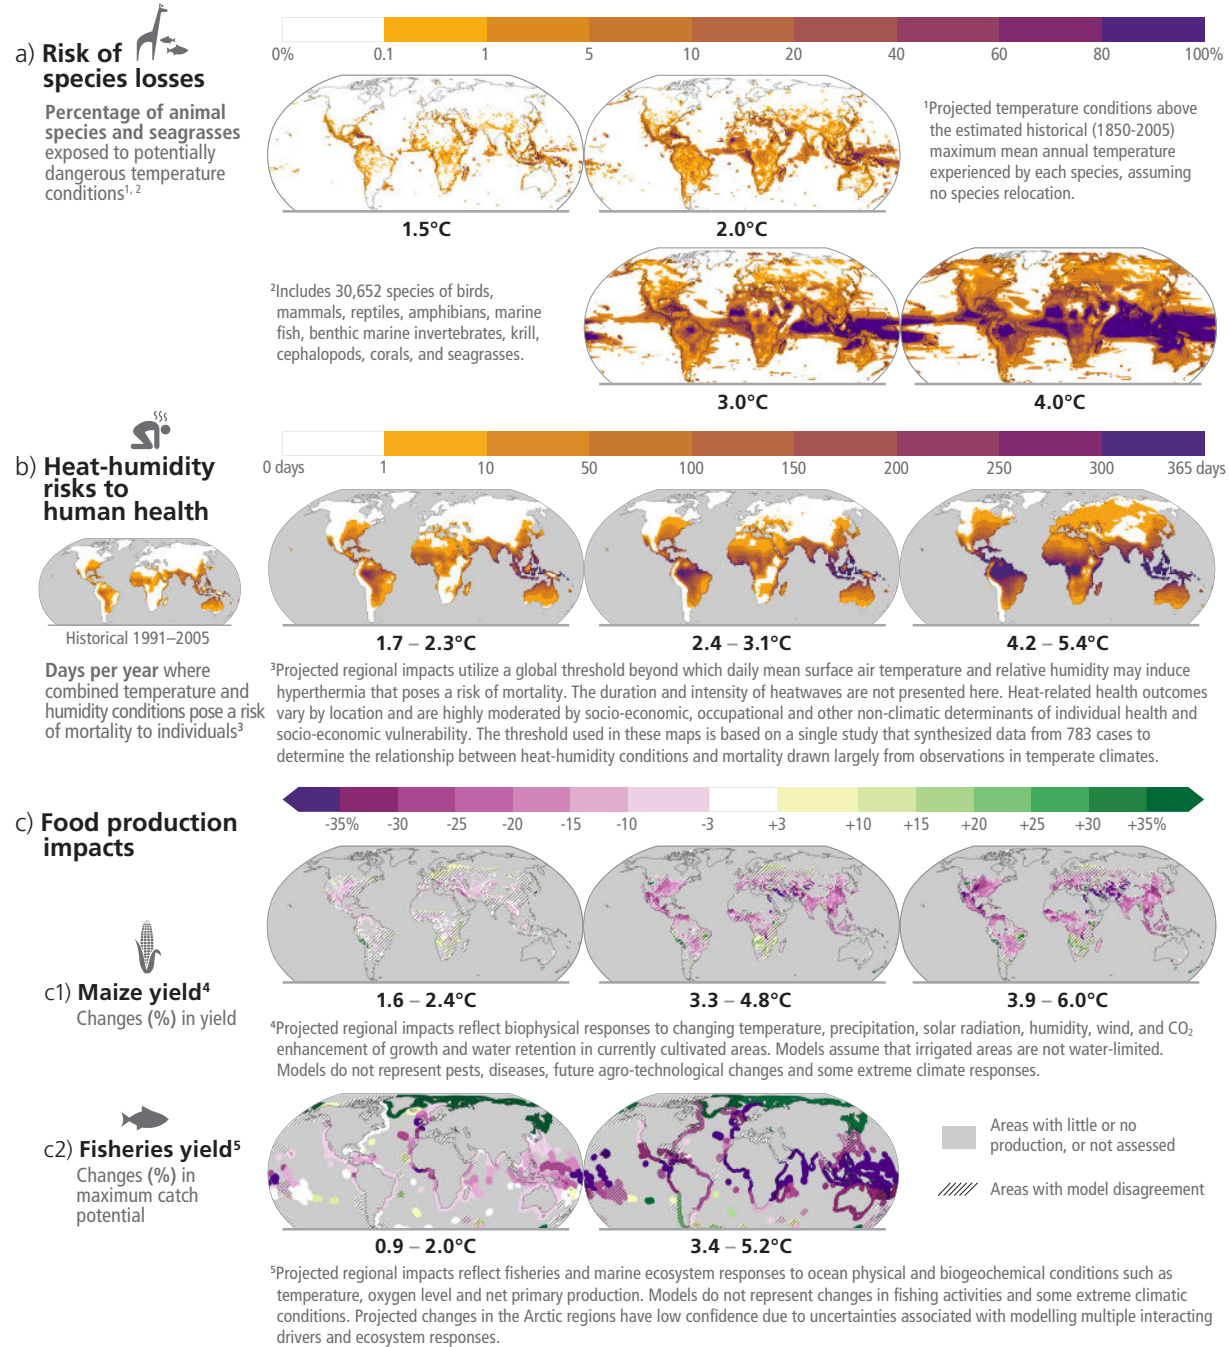 a) Risk of
species losses
Percentage of animal
species and seagrasses
exposed to potentially
dangerous temperature
conditions1, 2
0% 0.1 1 5 10 20 40 60 80 100%
1Projected temperature conditions above
the estimated historical (1850-2005)
maximum mean annual temperature
experienced by each species, assuming
no species relocation.
1.5°C 2.0°C
2Includes 30,652 species of birds,
mammals, reptiles, amphibians, marine
fish, benthic marine invertebrates, krill,
cephalopods, corals, and seagrasses.
3.0°C 4.0°C
b) Heat-humidity
risks to
human health
0 days 1 10 50 100 150 200 250 300 365 days
Historical 1991–2005
Days per year where
combined temperature and
humidity conditions pose a risk
of mortality to individuals3
1.7 – 2.3°C 2.4 – 3.1°C 4.2 – 5.4°C
3Projected regional impacts utilize a global threshold beyond which daily mean surface air temperature and relative humidity may induce
hyperthermia that poses a risk of mortality. The duration and intensity of heatwaves are not presented here. Heat-related health outcomes
vary by location and are highly moderated by socio-economic, occupational and other non-climatic determinants of individual health and
socio-economic vulnerability. The threshold used in these maps is based on a single study that synthesized data from 783 cases to
determine the relationship between heat-humidity conditions and mortality drawn largely from observations in temperate climates.
c) Food production
impacts
-35% -30 -25 -20 -15 -10 -3 +3 +10 +15 +20 +25 +30 +35%
c1) Maize yield4
Changes (%) in yield
1.6 – 2.4°C 3.3 – 4.8°C 3.9 – 6.0°C
4Projected regional impacts reflect biophysical responses to changing temperature, precipitation, solar radiation, humidity, wind, and CO2
enhancement of growth and water retention in currently cultivated areas. Models assume that irrigated areas are not water-limited.
Models do not represent pests, diseases, future agro-technological changes and some extreme climate responses.
c2) Fisheries yield5
Changes (%) in
maximum catch
potential
Areas with little or no
production, or not assessed
Areas with model disagreement
0.9 – 2.0°C 3.4 – 5.2°C
5Projected regional impacts reflect fisheries and marine ecosystem responses to ocean physical and biogeochemical conditions such as
temperature, oxygen level and net primary production. Models do not represent changes in fishing activities and some extreme climatic
conditions. Projected changes in the Arctic regions have low confidence due to uncertainties associated with modelling multiple interacting
drivers and ecosystem responses.